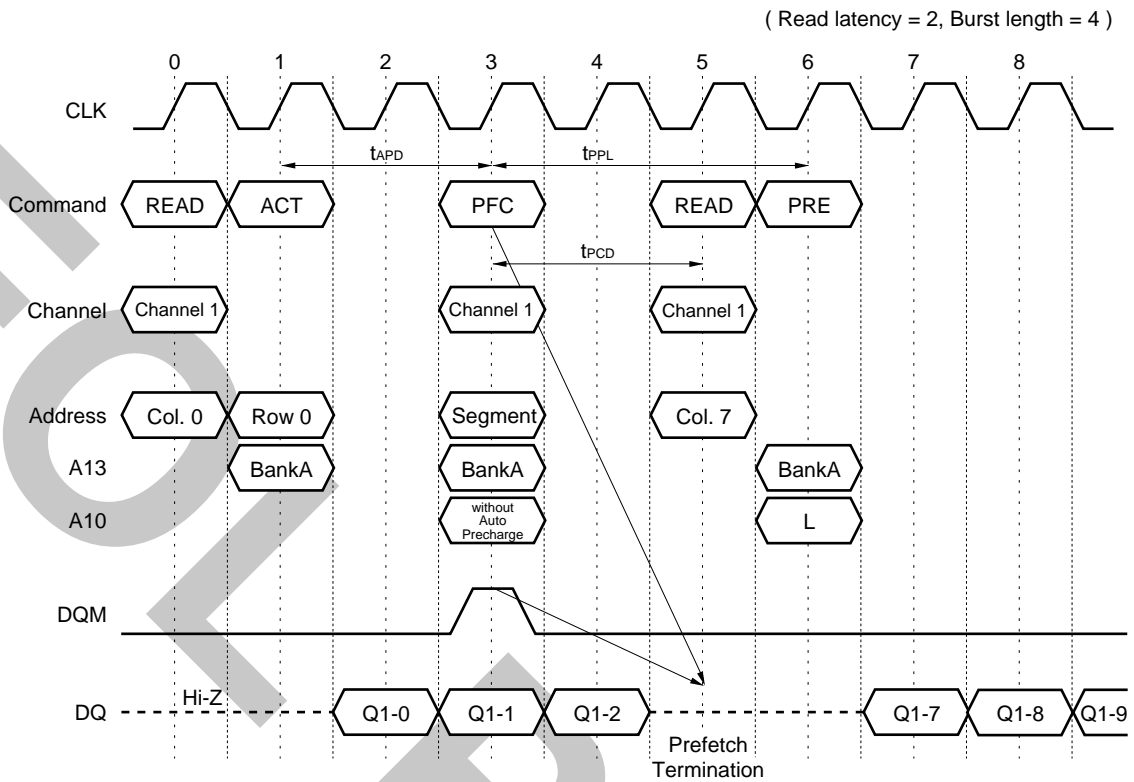 ( Read latency = 2, Burst length = 4 )
0 1 2 3 4 5 6 7 8
CLK
tAPD tPPL
Command READ ACT PFC READ PRE
tPCD
Channel Channel 1 Channel 1 Channel 1
Address Col. 0 Row 0 Segment Col. 7
A13 BankA BankA BankA
A10 without Auto Precharge L
DQM
Hi-Z
DQ Q1-0 Q1-1 Q1-2 Q1-7 Q1-8 Q1-9
Prefetch
Termination